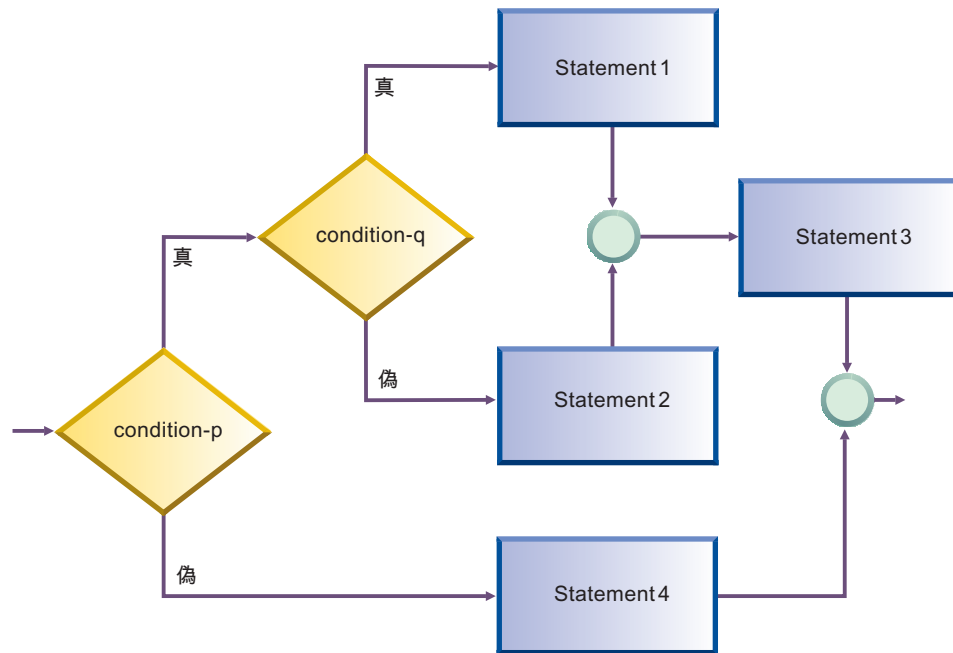 Statement 1
真
condition-q
Statement 3
真
偽
Statement 2
condition-p
偽
Statement 4